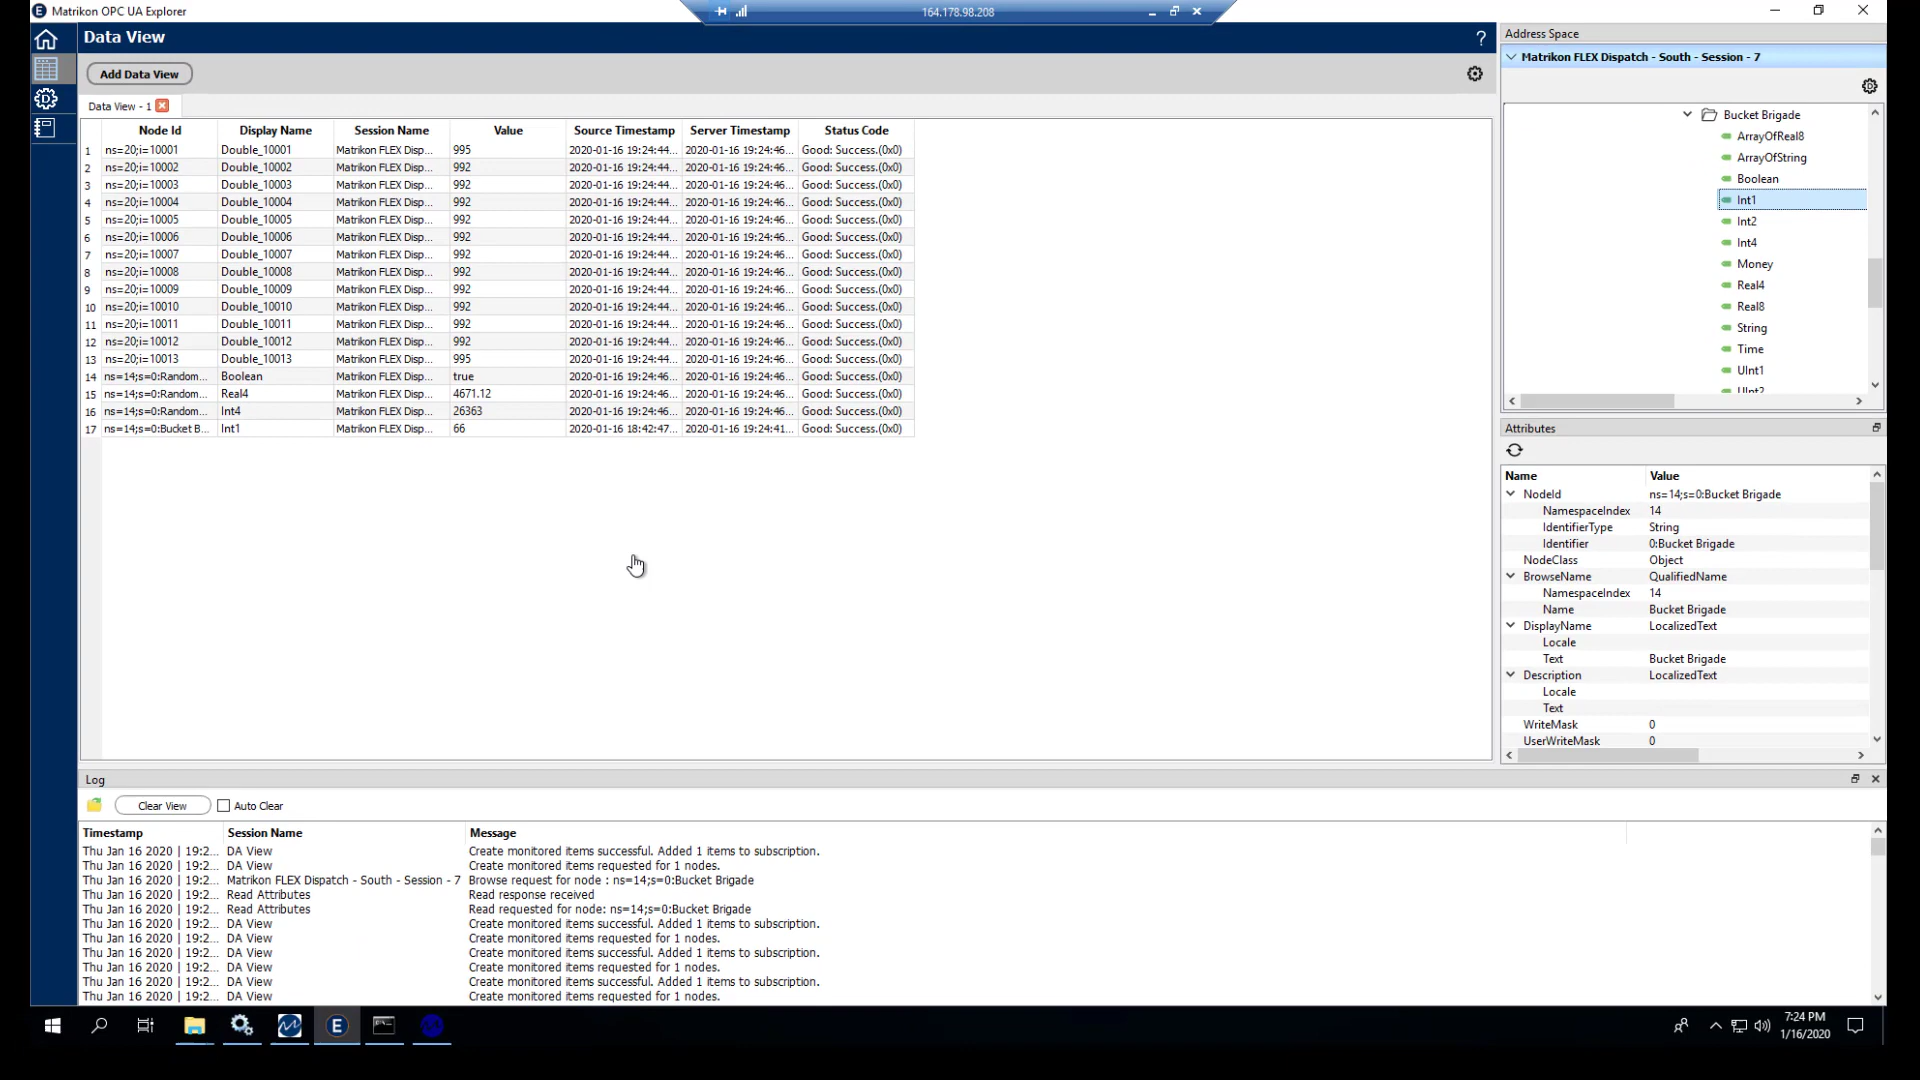 Matrikon OPC UA Explorer
164.178.98.208
Data View
?
Add Data View
Data View - 1
Node Id Display Name Session Name Value Source Timestamp Server Timestamp Status Code
1 ns=20;i=10001 Double_10001 Matrikon FLEX Disp... 995 2020-01-16 19:24:44... 2020-01-16 19:24:46... Good: Success.(0x0)
2 ns=20;i=10002 Double_10002 Matrikon FLEX Disp... 992 2020-01-16 19:24:44... 2020-01-16 19:24:46... Good: Success.(0x0)
3 ns=20;i=10003 Double_10003 Matrikon FLEX Disp... 992 2020-01-16 19:24:44... 2020-01-16 19:24:46... Good: Success.(0x0)
4 ns=20;i=10004 Double_10004 Matrikon FLEX Disp... 992 2020-01-16 19:24:44... 2020-01-16 19:24:46... Good: Success.(0x0)
5 ns=20;i=10005 Double_10005 Matrikon FLEX Disp... 992 2020-01-16 19:24:44... 2020-01-16 19:24:46... Good: Success.(0x0)
6 ns=20;i=10006 Double_10006 Matrikon FLEX Disp... 992 2020-01-16 19:24:44... 2020-01-16 19:24:46... Good: Success.(0x0)
7 ns=20;i=10007 Double_10007 Matrikon FLEX Disp... 992 2020-01-16 19:24:44... 2020-01-16 19:24:46... Good: Success.(0x0)
8 ns=20;i=10008 Double_10008 Matrikon FLEX Disp... 992 2020-01-16 19:24:44... 2020-01-16 19:24:46... Good: Success.(0x0)
9 ns=20;i=10009 Double_10009 Matrikon FLEX Disp... 992 2020-01-16 19:24:44... 2020-01-16 19:24:46... Good: Success.(0x0)
10 ns=20;i=10010 Double_10010 Matrikon FLEX Disp... 992 2020-01-16 19:24:44... 2020-01-16 19:24:46... Good: Success.(0x0)
11 ns=20;i=10011 Double_10011 Matrikon FLEX Disp... 992 2020-01-16 19:24:44... 2020-01-16 19:24:46... Good: Success.(0x0)
12 ns=20;i=10012 Double_10012 Matrikon FLEX Disp... 992 2020-01-16 19:24:44... 2020-01-16 19:24:46... Good: Success.(0x0)
13 ns=20;i=10013 Double_10013 Matrikon FLEX Disp... 995 2020-01-16 19:24:44... 2020-01-16 19:24:46... Good: Success.(0x0)
14 ns=14;s=0:Random... Boolean Matrikon FLEX Disp... true 2020-01-16 19:24:46... 2020-01-16 19:24:46... Good: Success.(0x0)
15 ns=14;s=0:Random... Real4 Matrikon FLEX Disp... 4671.12 2020-01-16 19:24:46... 2020-01-16 19:24:46... Good: Success.(0x0)
16 ns=14;s=0:Random... Int4 Matrikon FLEX Disp... 26363 2020-01-16 19:24:46... 2020-01-16 19:24:46... Good: Success.(0x0)
17 ns=14;s=0:Bucket B... Int1 Matrikon FLEX Disp... 66 2020-01-16 18:42:47... 2020-01-16 19:24:41... Good: Success.(0x0)
Address Space
Matrikon FLEX Dispatch - South - Session - 7
Bucket Brigade
ArrayOfReal8
ArrayOfString
Boolean
Int1
Int2
Int4
Money
Real4
Real8
String
Time
UInt1
UInt2
Attributes
Name Value
NodeId ns=14;s=0:Bucket Brigade
NamespaceIndex 14
IdentifierType String
Identifier 0:Bucket Brigade
NodeClass Object
BrowseName QualifiedName
NamespaceIndex 14
Name Bucket Brigade
DisplayName LocalizedText
Locale
Text Bucket Brigade
Description LocalizedText
Locale
Text
WriteMask 0
UserWriteMask 0
Log
Clear View Auto Clear
Timestamp Session Name Message
Thu Jan 16 2020 | 19:2... DA View Create monitored items successful. Added 1 items to subscription.
Thu Jan 16 2020 | 19:2... DA View Create monitored items requested for 1 nodes.
Thu Jan 16 2020 | 19:2... Matrikon FLEX Dispatch - South - Session - 7 Browse request for node : ns=14;s=0:Bucket Brigade
Thu Jan 16 2020 | 19:2... Read Attributes Read response received
Thu Jan 16 2020 | 19:2... Read Attributes Read requested for node: ns=14;s=0:Bucket Brigade
Thu Jan 16 2020 | 19:2... DA View Create monitored items successful. Added 1 items to subscription.
Thu Jan 16 2020 | 19:2... DA View Create monitored items requested for 1 nodes.
Thu Jan 16 2020 | 19:2... DA View Create monitored items successful. Added 1 items to subscription.
Thu Jan 16 2020 | 19:2... DA View Create monitored items requested for 1 nodes.
Thu Jan 16 2020 | 19:2... DA View Create monitored items successful. Added 1 items to subscription.
Thu Jan 16 2020 | 19:2... DA View Create monitored items requested for 1 nodes.
E
7:24 PM
1/16/2020